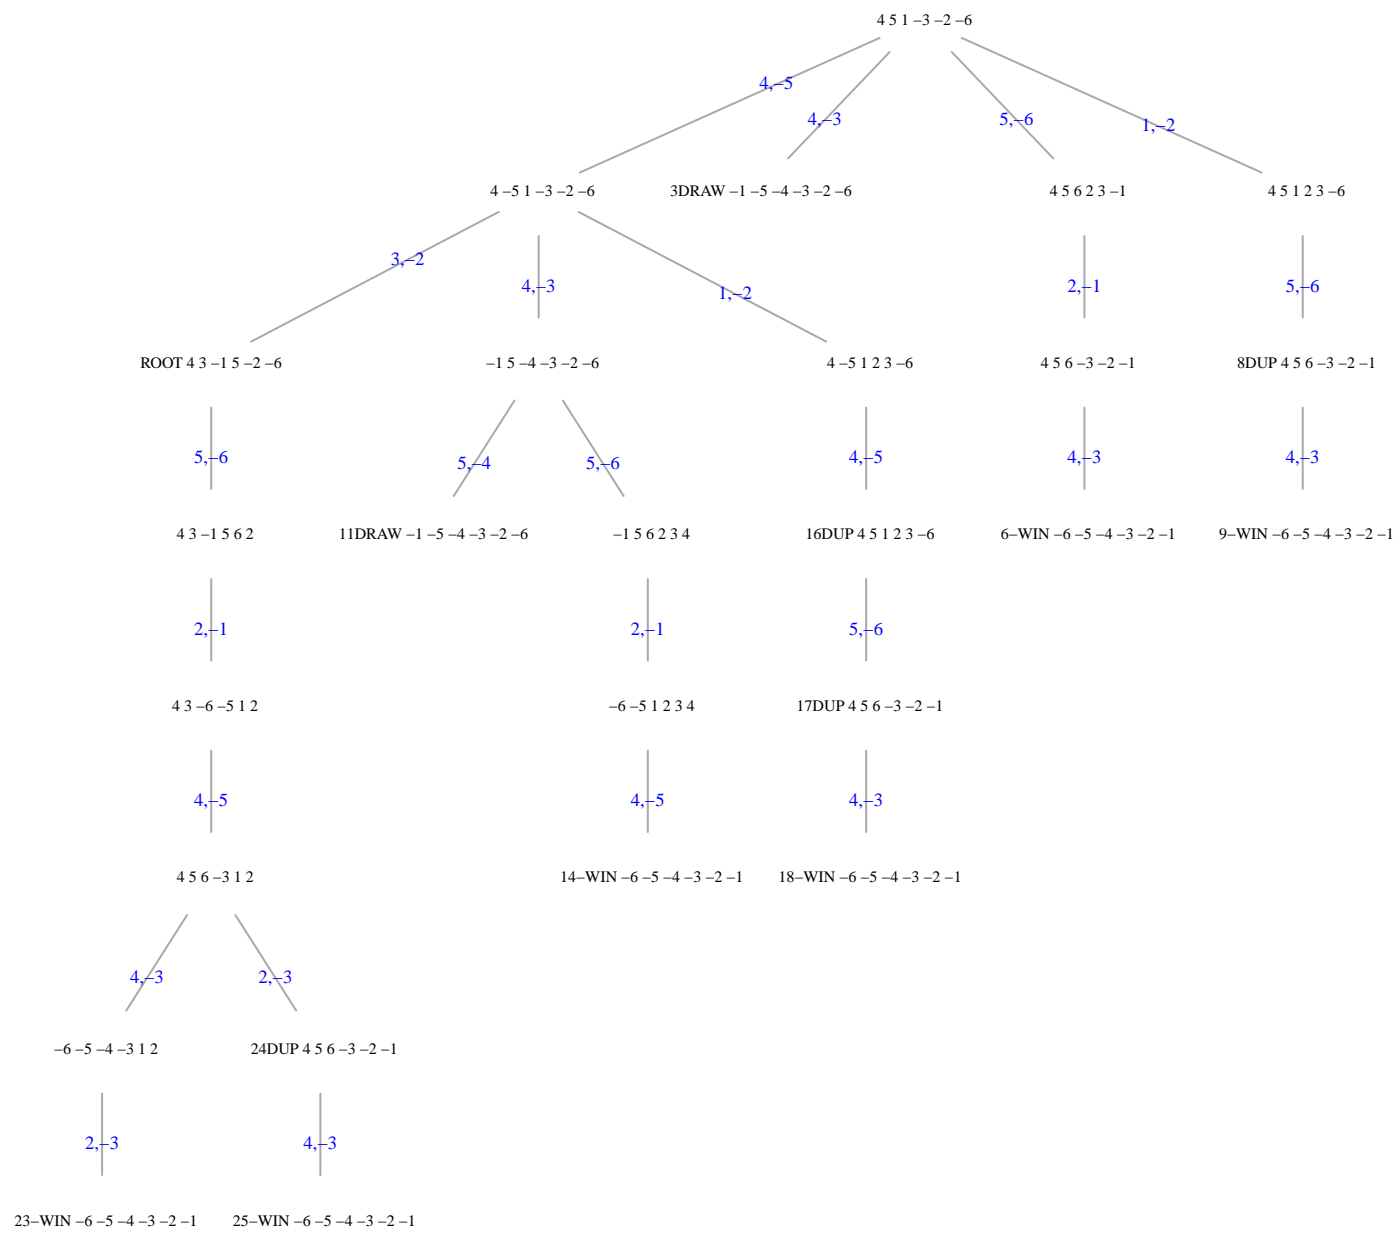 4 5 1 –3 –2 –6
4,–5
4,–3
5,–6
1,–2
4 –5 1 –3 –2 –6
3DRAW –1 –5 –4 –3 –2 –6
4 5 6 2 3 –1
4 5 1 2 3 –6
3,–2
4,–3
1,–2
2,–1
5,–6
ROOT 4 3 –1 5 –2 –6
–1 5 –4 –3 –2 –6
4 –5 1 2 3 –6
4 5 6 –3 –2 –1
8DUP 4 5 6 –3 –2 –1
5,–6
5,–4
5,–6
4,–5
4,–3
4,–3
4 3 –1 5 6 2
11DRAW –1 –5 –4 –3 –2 –6
–1 5 6 2 3 4
16DUP 4 5 1 2 3 –6
6–WIN –6 –5 –4 –3 –2 –1
9–WIN –6 –5 –4 –3 –2 –1
2,–1
2,–1
5,–6
4 3 –6 –5 1 2
–6 –5 1 2 3 4
17DUP 4 5 6 –3 –2 –1
4,–5
4,–5
4,–3
4 5 6 –3 1 2
14–WIN –6 –5 –4 –3 –2 –1
18–WIN –6 –5 –4 –3 –2 –1
4,–3
2,–3
–6 –5 –4 –3 1 2
24DUP 4 5 6 –3 –2 –1
2,–3
4,–3
23–WIN –6 –5 –4 –3 –2 –1
25–WIN –6 –5 –4 –3 –2 –1